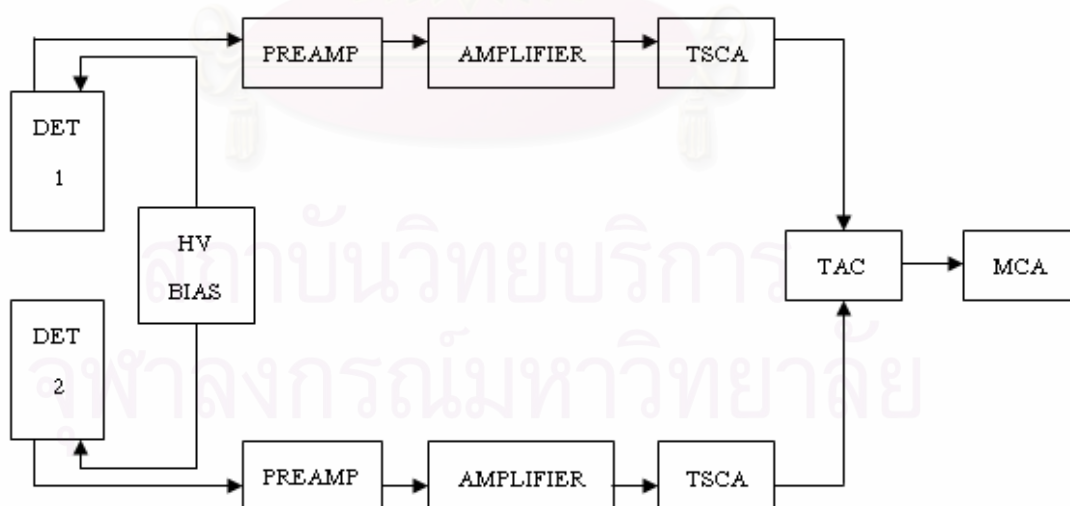 PREAMP
AMPLIFIER
TSCA
DET
1
HV
BIAS
TAC
MCA
DET
2
PREAMP
AMPLIFIER
TSCA
สถาบันวิทยบริการ
จุฬาลงกรณ์มหาวิทยาลัย